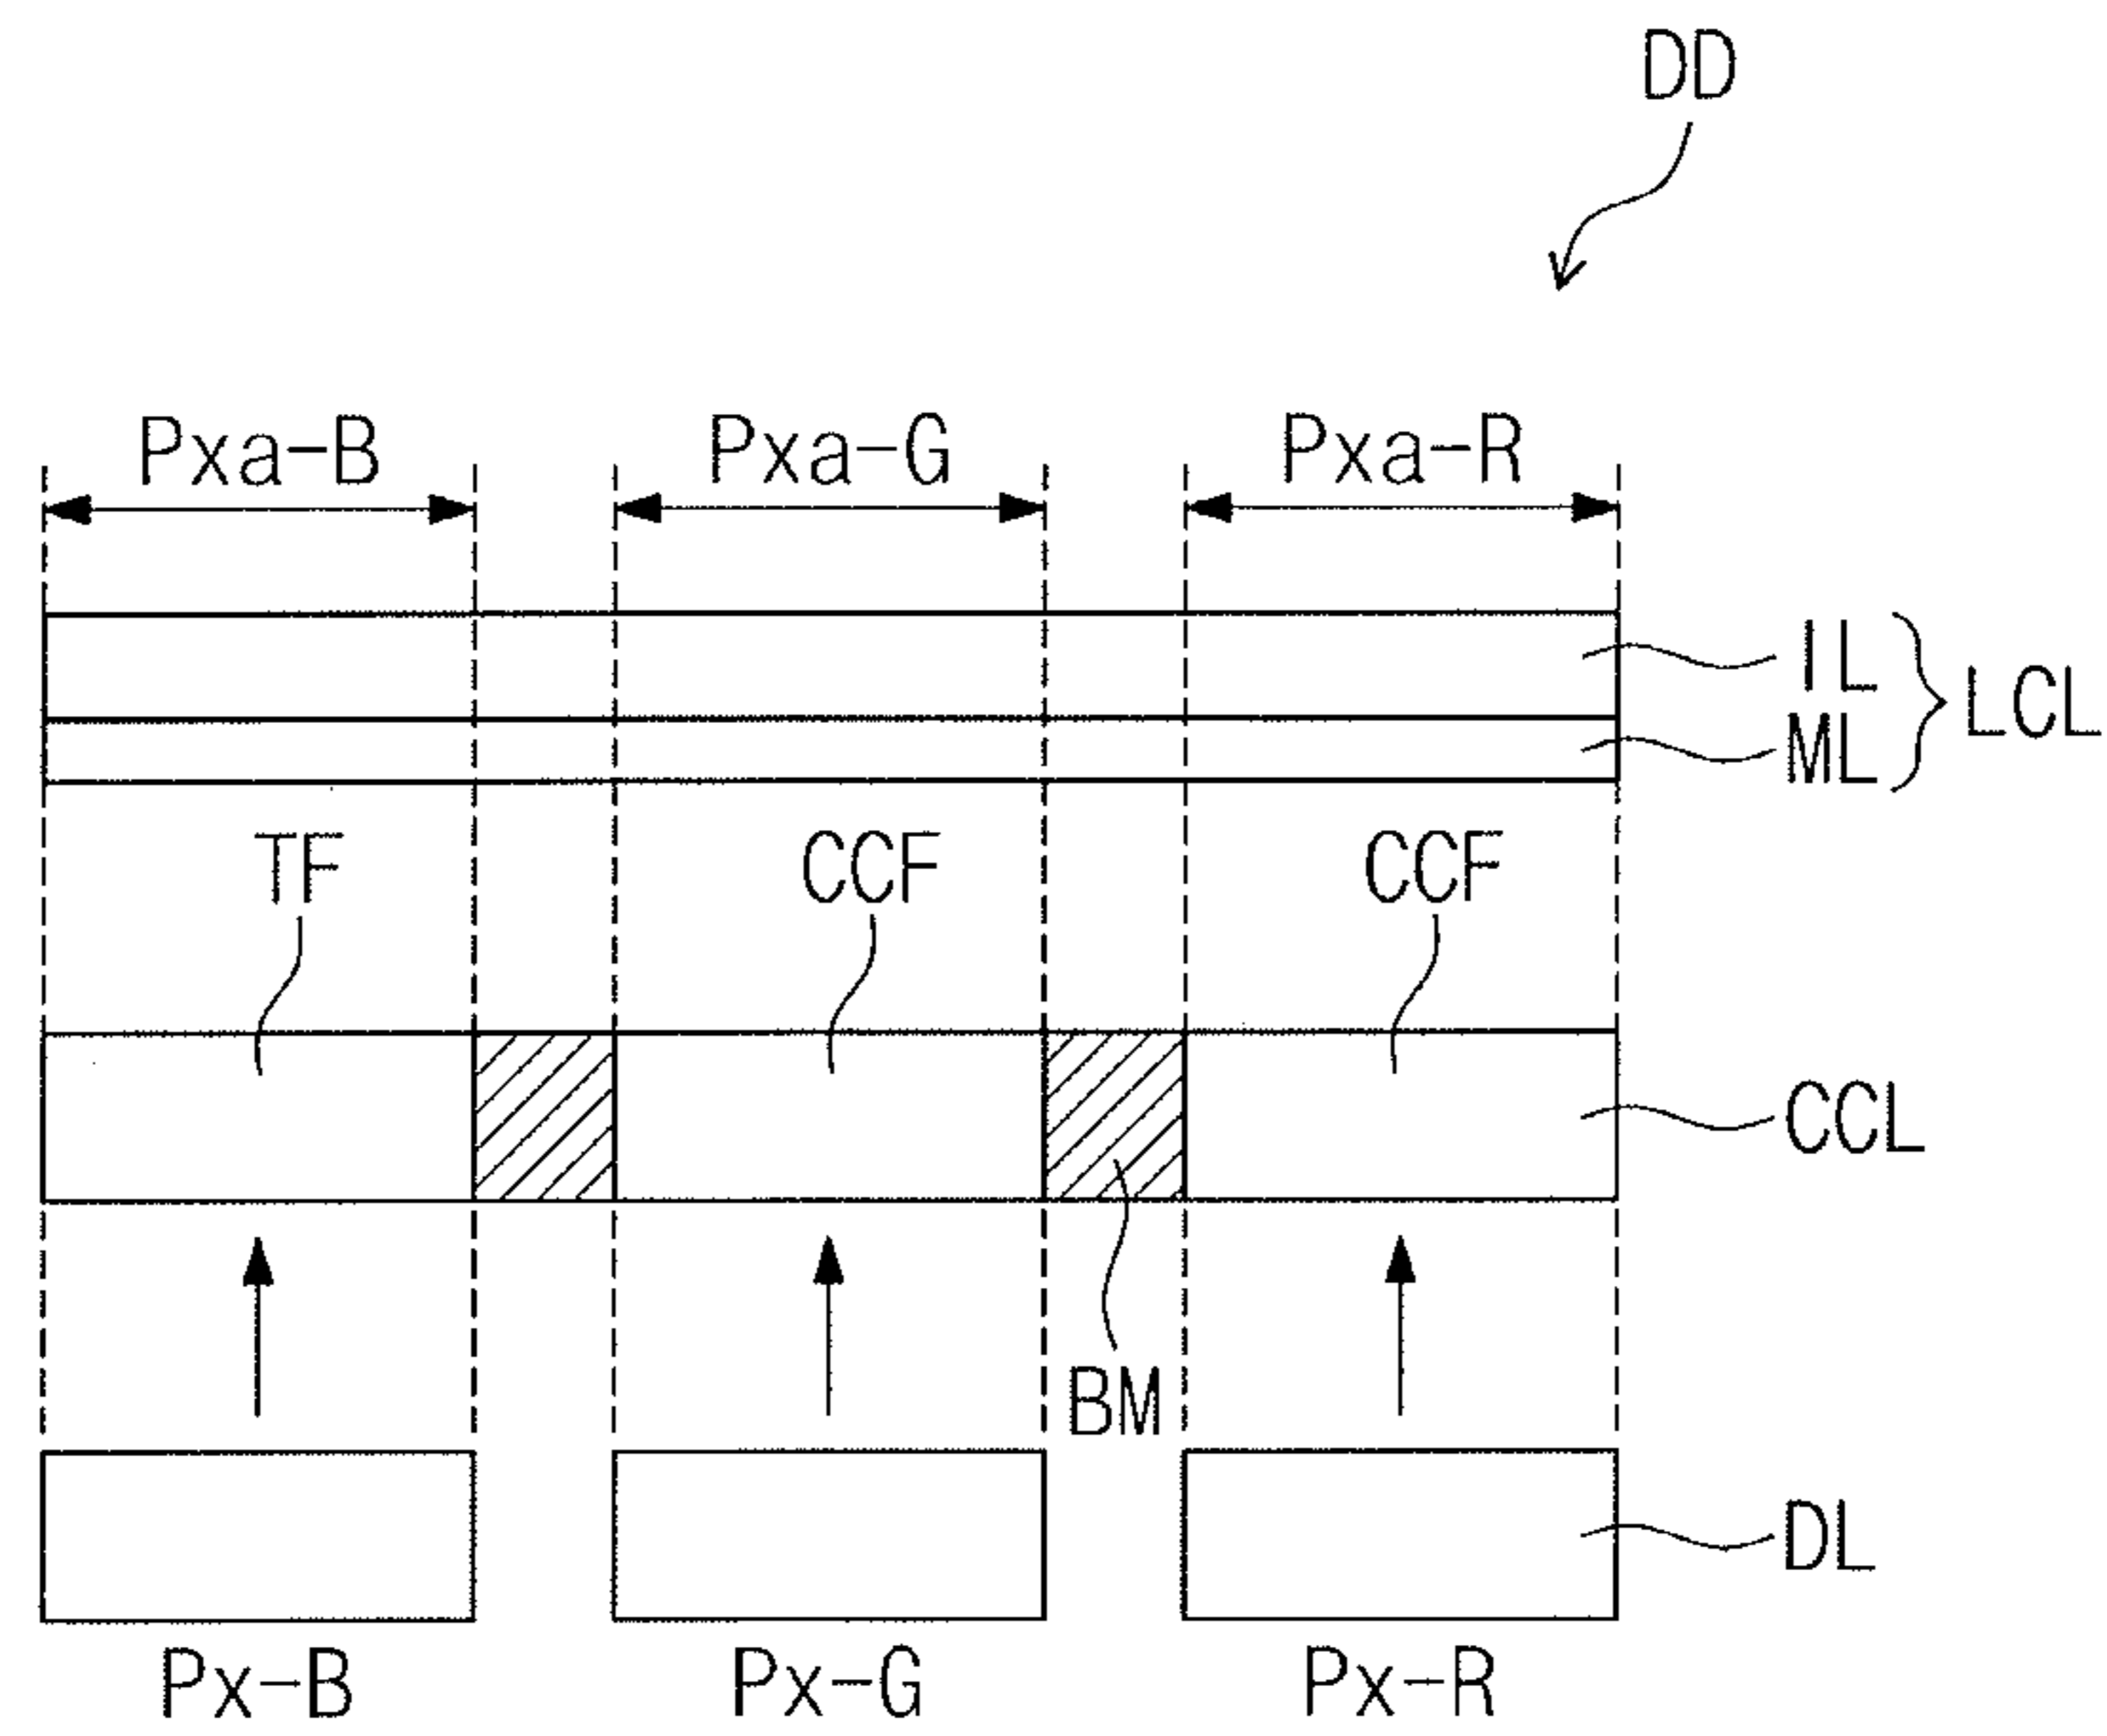 DD
Pxa-B Pxa-G Pxa-R
IL
LCL
ML
TF CCF CCF
CCL
BM
DL
Px-B Px-G Px-R